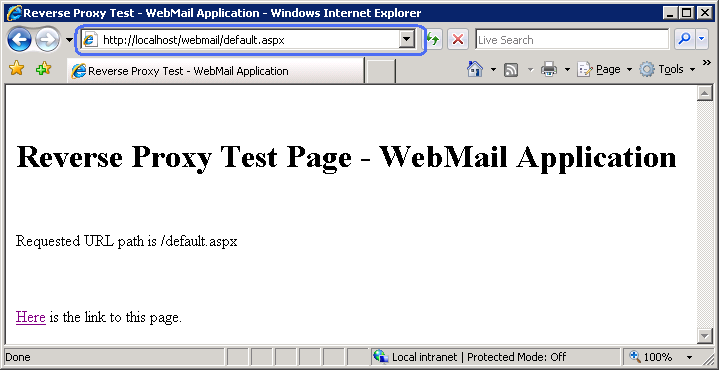 Reverse Proxy Test - WebMail Application - Windows Internet Explorer
http://localhost/webmail/default.aspx
Live Search
Reverse Proxy Test - WebMail Application
Page
Tools
Reverse Proxy Test Page - WebMail Application
Requested URL path is /default.aspx
Here is the link to this page.
Done
Local intranet | Protected Mode: Off
100%